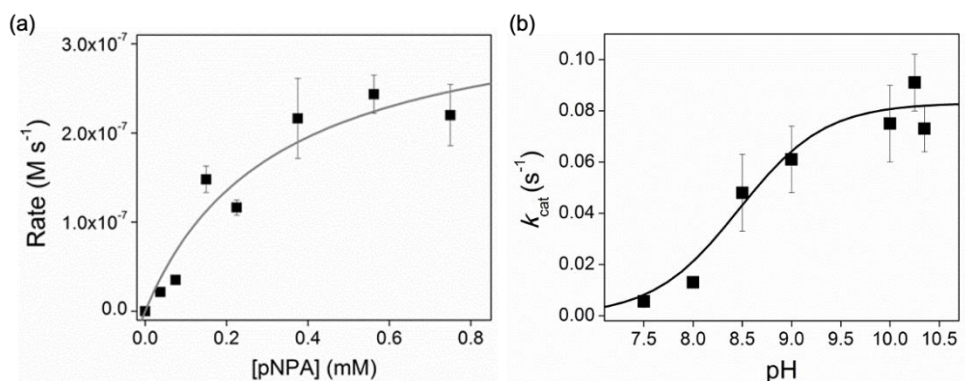 (a)
Rate (M s⁻¹)
3.0x10⁻⁷
2.0x10⁻⁷
1.0x10⁻⁷
0.0
0.0 0.2 0.4 0.6 0.8
[pNPA] (mM)
(b)
kcat (s⁻¹)
0.10
0.08
0.06
0.04
0.02
0.00
7.5 8.0 8.5 9.0 9.5 10.0 10.5
pH